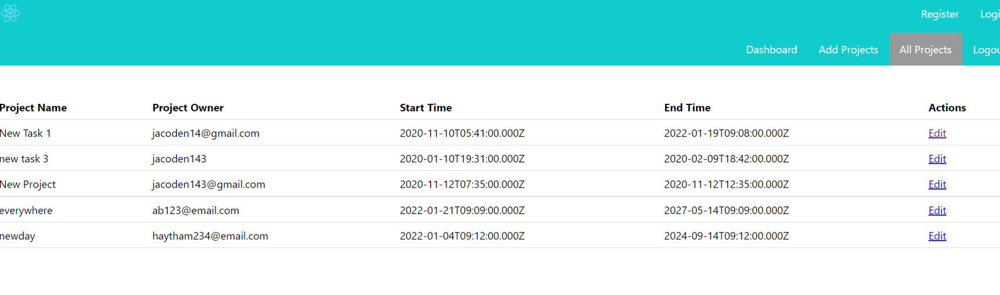 Register Logi
Dashboard Add Projects All Projects Logou
Project Name Project Owner Start Time End Time Actions
New Task 1 jacoden14@gmail.com 2020-11-10T05:41:00.000Z 2022-01-19T09:08:00.000Z Edit
new task 3 jacoden143 2020-01-10T19:31:00.000Z 2020-02-09T18:42:00.000Z Edit
New Project jacoden143@gmail.com 2020-11-12T07:35:00.000Z 2020-11-12T12:35:00.000Z Edit
everywhere ab123@email.com 2022-01-21T09:09:00.000Z 2027-05-14T09:09:00.000Z Edit
newday haytham234@email.com 2022-01-04T09:12:00.000Z 2024-09-14T09:12:00.000Z Edit